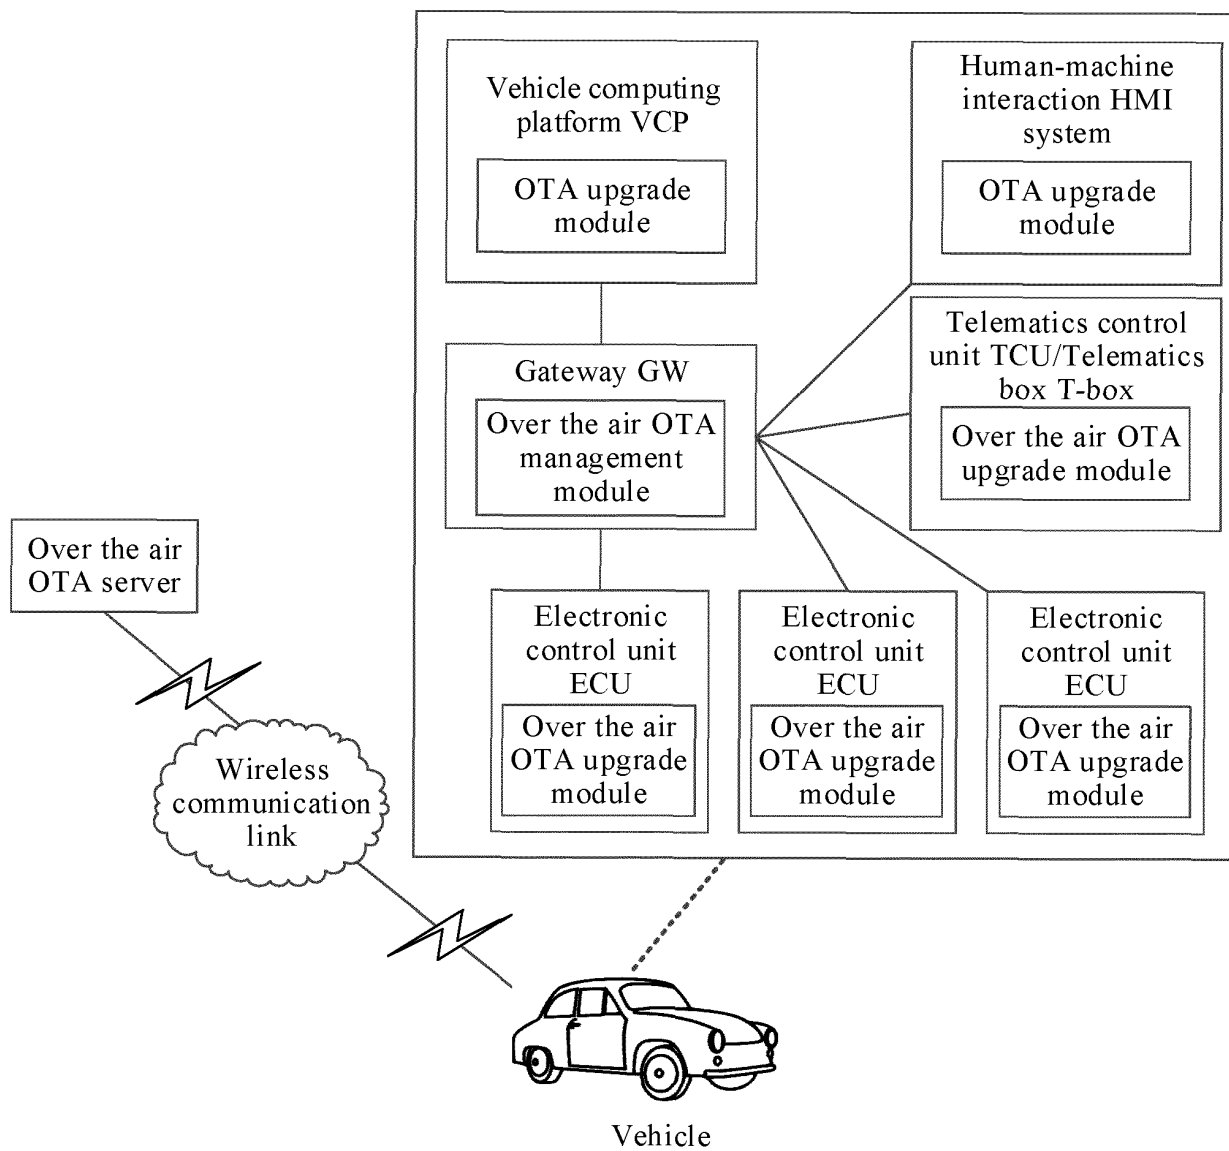 Vehicle computing
platform VCP
OTA upgrade
module
Human-machine
interaction HMI
system
OTA upgrade
module
Gateway GW
Over the air OTA
management
module
Telematics control
unit TCU/Telematics
box T-box
Over the air OTA
upgrade module
Over the air
OTA server
Electronic
control unit
ECU
Over the air
OTA upgrade
module
Electronic
control unit
ECU
Over the air
OTA upgrade
module
Electronic
control unit
ECU
Over the air
OTA upgrade
module
Wireless
communication
link
Vehicle